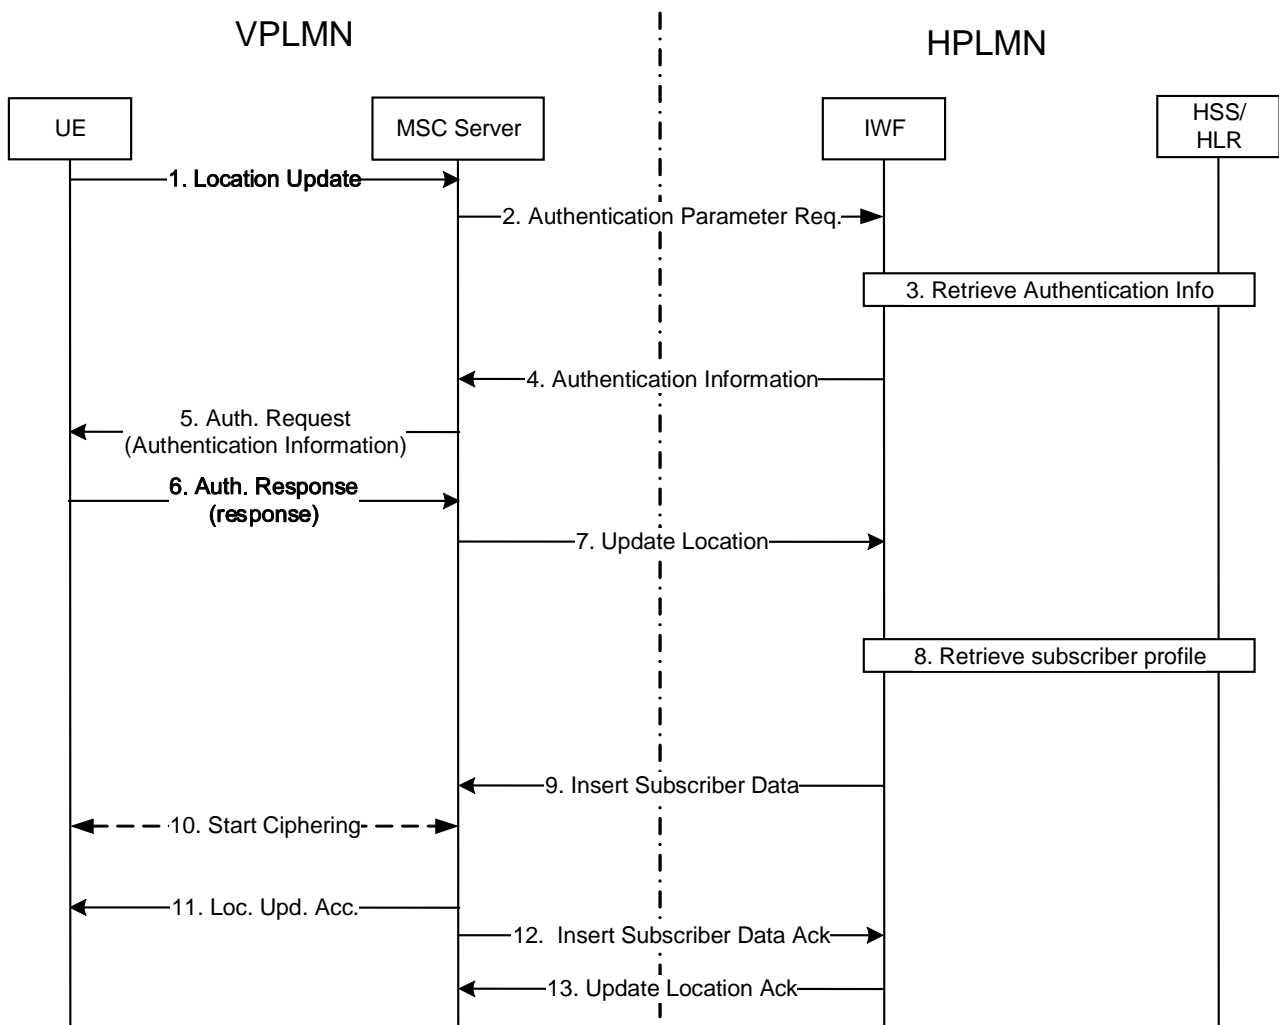 VPLMN
HPLMN
UE
MSC Server
IWF
HSS/
HLR
1. Location Update
2. Authentication Parameter Req.
3. Retrieve Authentication Info
4. Authentication Information
5. Auth. Request
(Authentication Information)
6. Auth. Response
(response)
7. Update Location
8. Retrieve subscriber profile
9. Insert Subscriber Data
10. Start Ciphering
11. Loc. Upd. Acc.
12. Insert Subscriber Data Ack
13. Update Location Ack